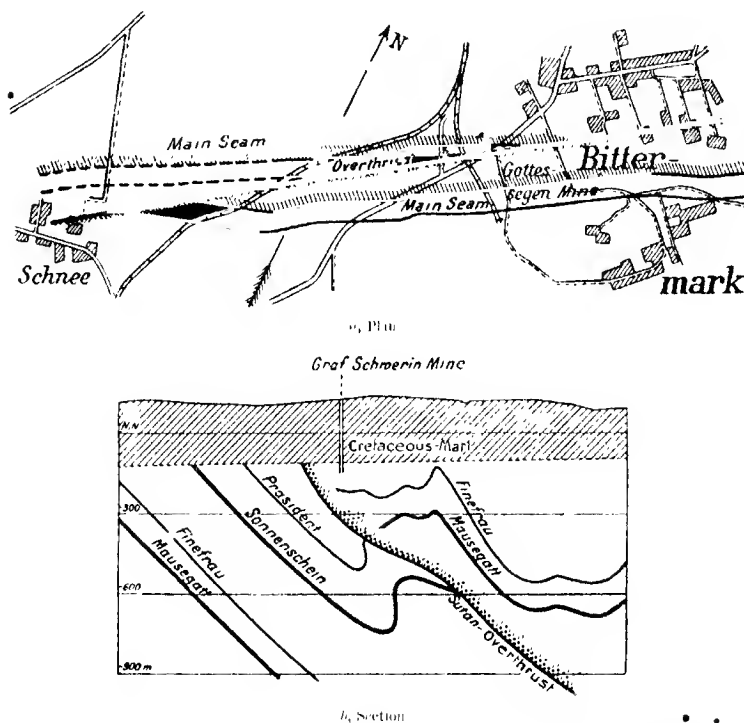 N
Main Seam
Overthrust
Gottes
segen Mine
Bitter-
Main Seam
Schnee
mark
a, Plan
Graf Schwerin Mine
N.N
Cretaceous-Marl
Präsident
Sonnenschein
Finefrau
Mausegatt
300
Finefrau
Mausegatt
-600
Sutan-Overthrust
-900 m
b, Section